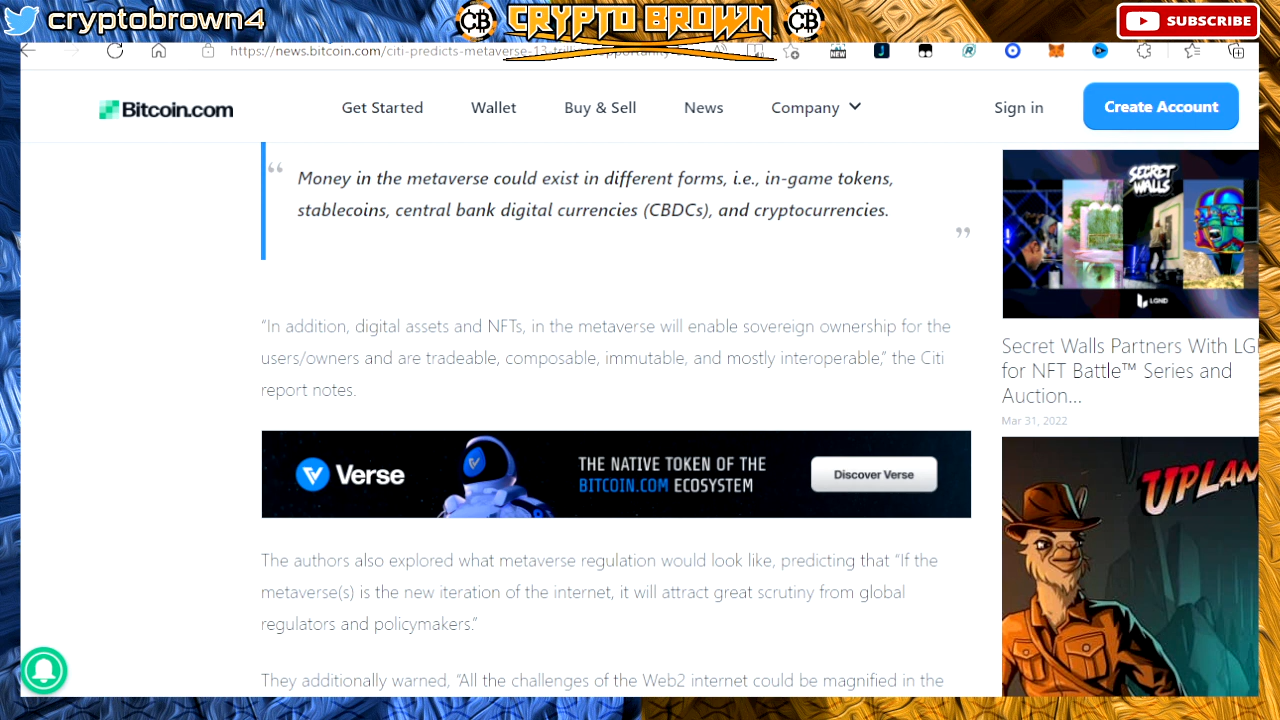 cryptobrown4
CB
CRYPTO BROWN
CB
SUBSCRIBE
https://news.bitcoin.com/citi-predicts-metaverse-13-trill
NEW
Bitcoin.com
Get Started
Wallet
Buy & Sell
News
Company
Sign in
Create Account
“
Money in the metaverse could exist in different forms, i.e., in-game tokens,
stablecoins, central bank digital currencies (CBDCs), and cryptocurrencies.
”
“In addition, digital assets and NFTs, in the metaverse will enable sovereign ownership for the
users/owners and are tradeable, composable, immutable, and mostly interoperable,” the Citi
report notes.
Verse
THE NATIVE TOKEN OF THE
BITCOIN.COM ECOSYSTEM
Discover Verse
The authors also explored what metaverse regulation would look like, predicting that “If the
metaverse(s) is the new iteration of the internet, it will attract great scrutiny from global
regulators and policymakers.”
They additionally warned, “All the challenges of the Web2 internet could be magnified in the
SECRET
WALLS
LGND
Secret Walls Partners With LG
for NFT Battle™ Series and
Auction...
Mar 31, 2022
UPLAN